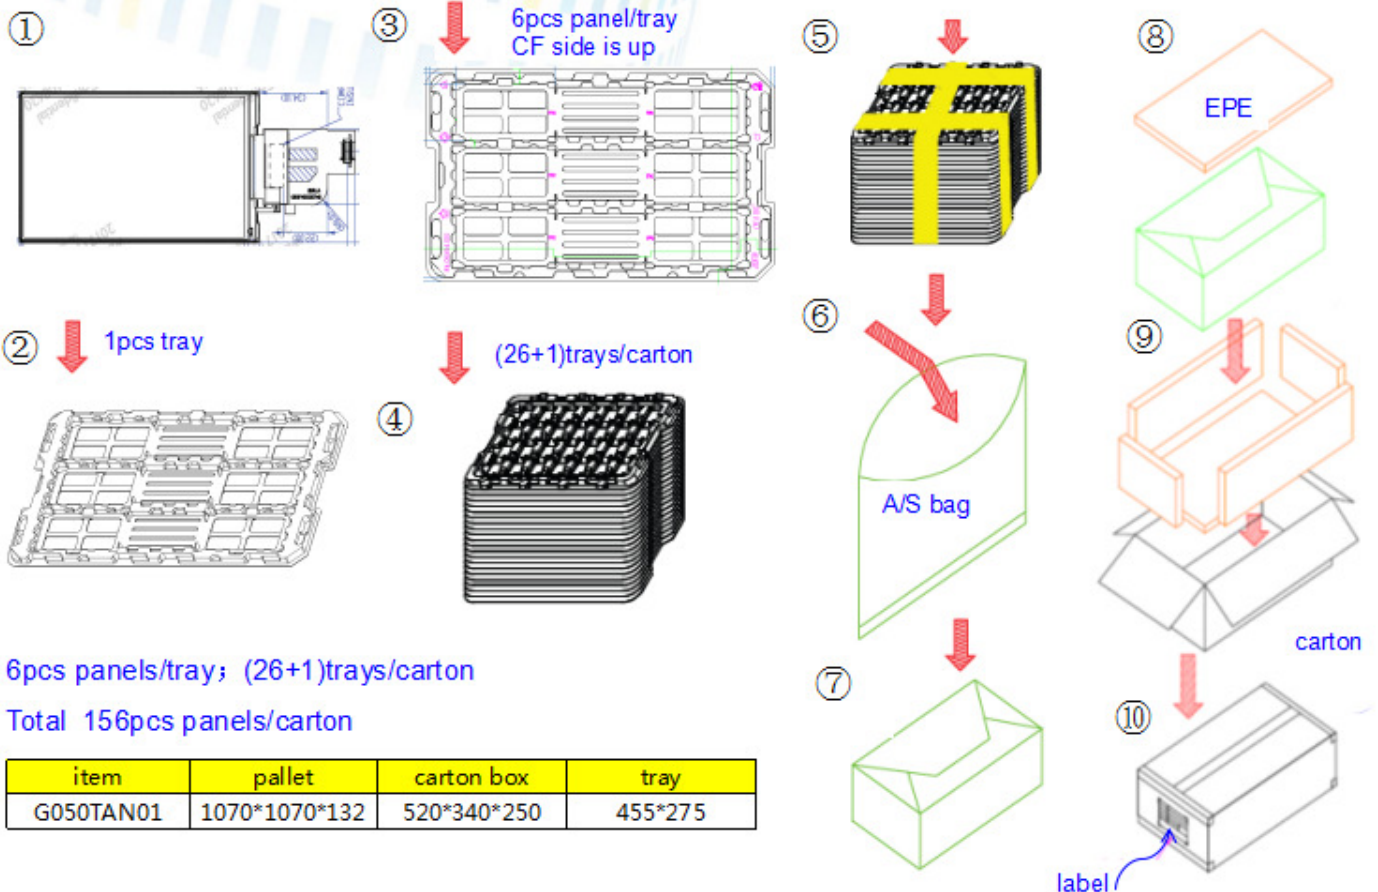 ①
②
1pcs tray
③
6pcs panel/tray
CF side is up
④
(26+1)trays/carton
⑤
⑥
A/S bag
⑦
⑧
EPE
⑨
carton
⑩
label
6pcs panels/tray; (26+1)trays/carton
Total 156pcs panels/carton
item pallet carton box tray
G050TAN01 1070*1070*132 520*340*250 455*275